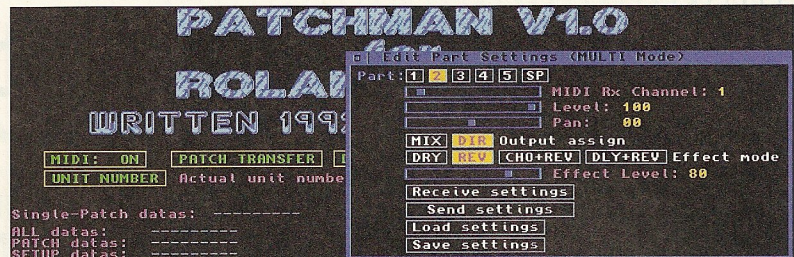 PATCHMAN V1.0
for
ROLA
WRITTEN 199
MIDI: ON PATCH TRANSFER
UNIT NUMBER Actual unit numbe
Single-Patch datas: ---------
ALL datas: ---------
PATCH datas: ---------
SETUP datas: ---------
Edit Part Settings (MULTI Mode)
Part: 1 2 3 4 5 SP
MIDI Rx Channel: 1
Level: 100
Pan: 00
MIX DIR Output assign
DRY REV CHO+REV DLY+REV Effect mode
Effect Level: 80
Receive settings
Send settings
Load settings
Save settings